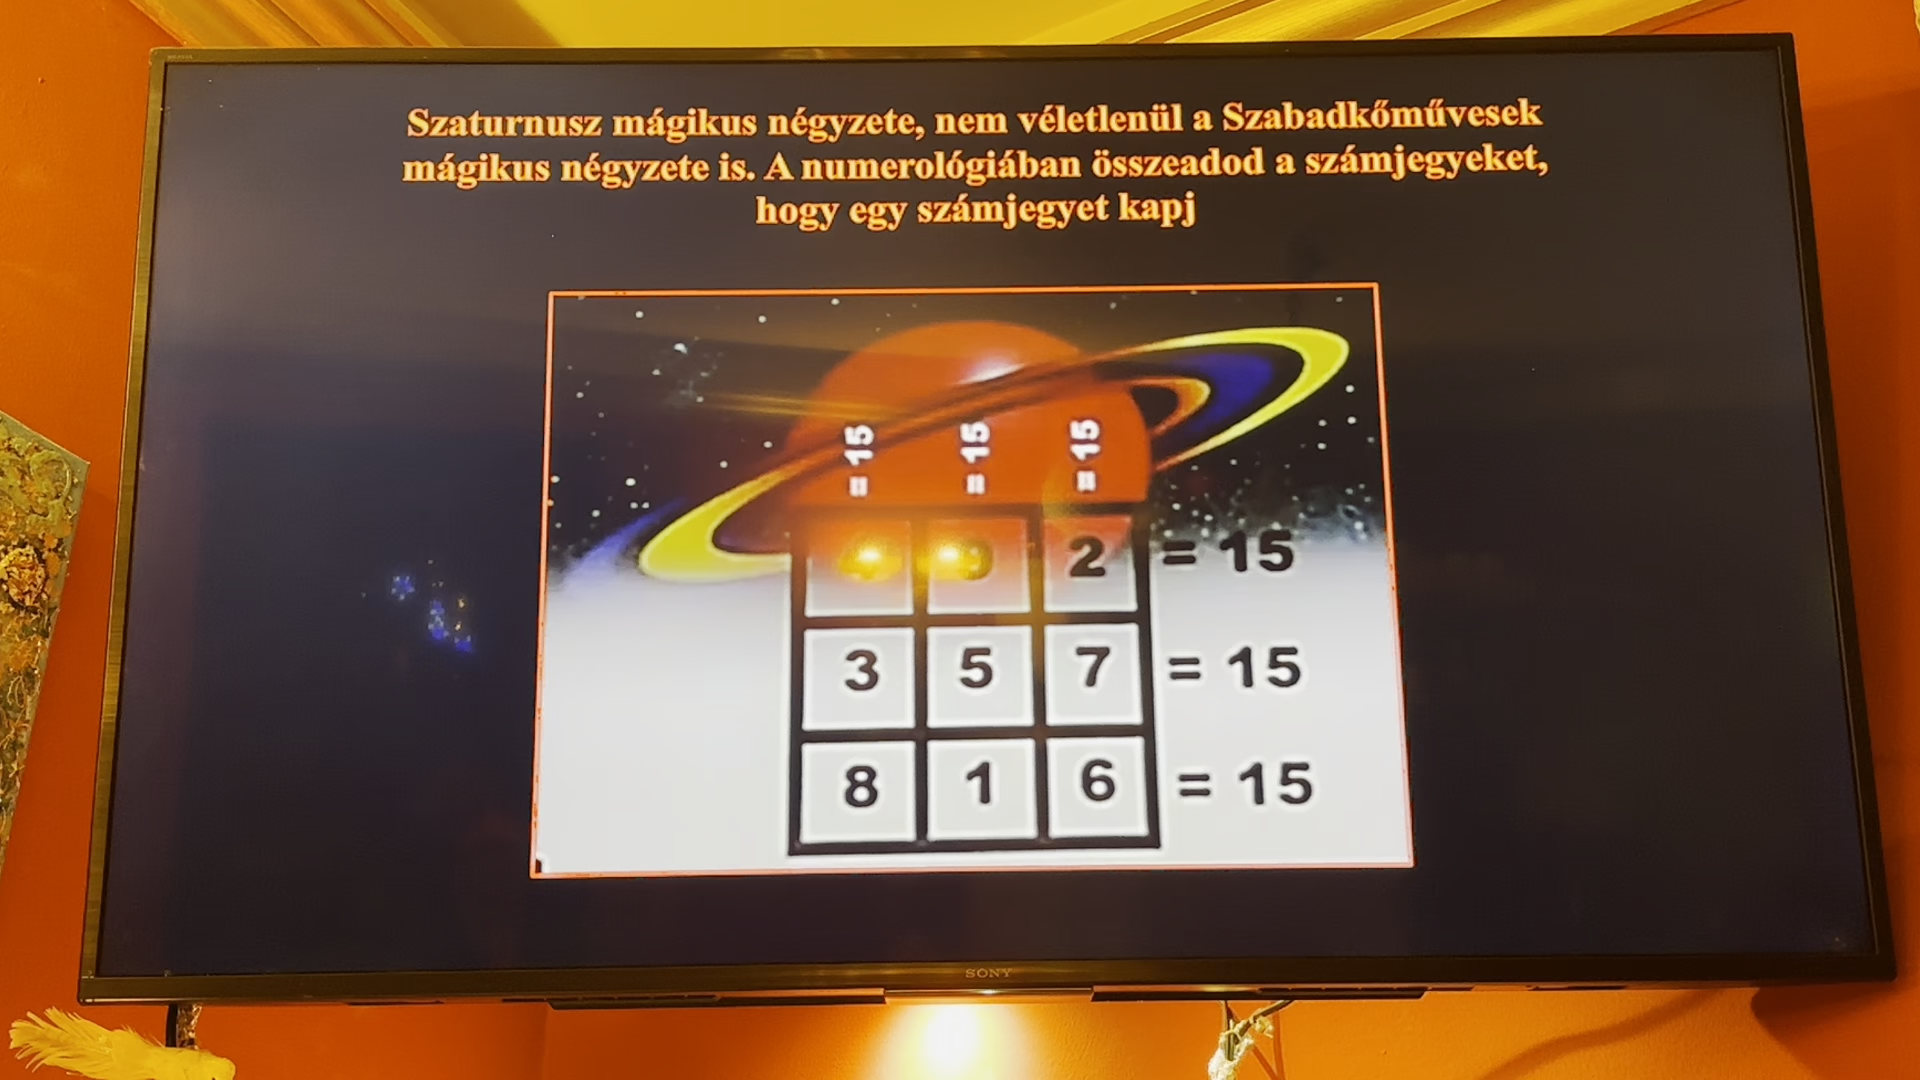 Szaturnusz mágikus négyzete, nem véletlenül a Szabadkőművesek
mágikus négyzete is. A numerológiában összeadod a számjegyeket,
hogy egy számjegyet kapj
= 15 = 15 = 15
2 = 15
3 5 7 = 15
8 1 6 = 15
SONY